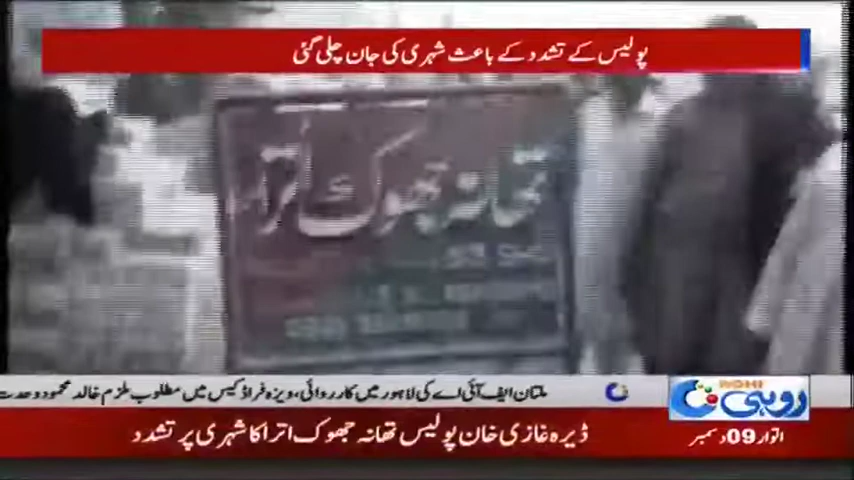 پولیس کے تشدد کے باعث شہری کی جان چلی گئی
تھانہ جھوک اترا
ملتان ایف آئی اے کی لاہور میں کارروائی، ویزہ فراڈ کیس میں مطلوب ملزم خالد محمود وحدت
ROHI
روہی
ڈیرہ غازی خان پولیس تھانہ جھوک اترا کا شہری پر تشدد
اتوار 09 دسمبر